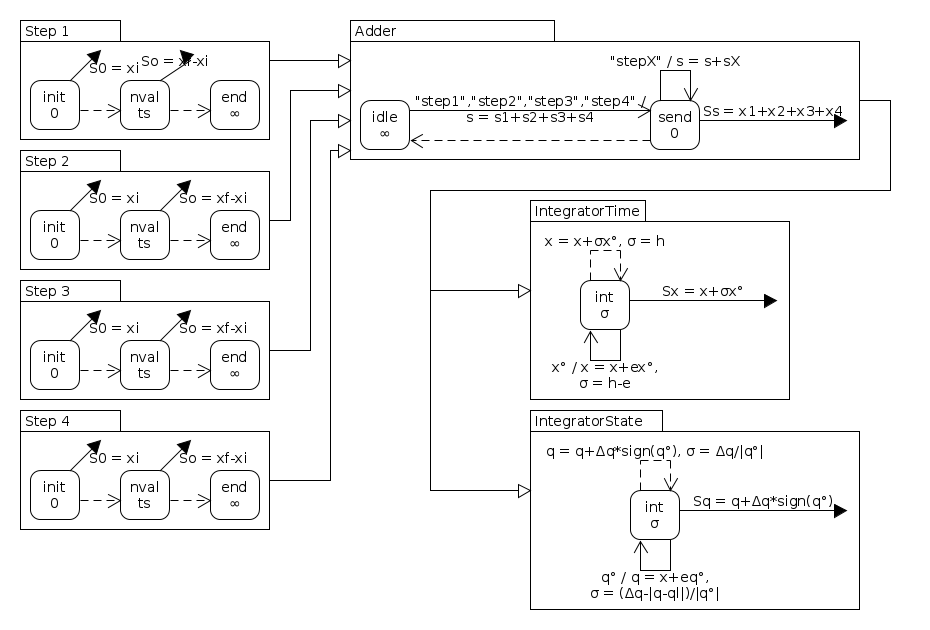 Step 1
S0 = xi
So = xf-xi
init
0
nval
ts
end
∞
Step 2
S0 = xi
So = xf-xi
init
0
nval
ts
end
∞
Step 3
S0 = xi
So = xf-xi
init
0
nval
ts
end
∞
Step 4
S0 = xi
So = xf-xi
init
0
nval
ts
end
∞
Adder
"stepX" / s = s+sX
"step1","step2","step3","step4" /
s = s1+s2+s3+s4
idle
∞
send
0
Ss = x1+x2+x3+x4
IntegratorTime
x = x+σx°, σ = h
int
σ
Sx = x+σx°
x° / x = x+ex°,
σ = h-e
IntegratorState
q = q+Δq*sign(q°), σ = Δq/|q°|
int
σ
Sq = q+Δq*sign(q°)
q° / q = x+eq°,
σ = (Δq-|q-ql|)/|q°|